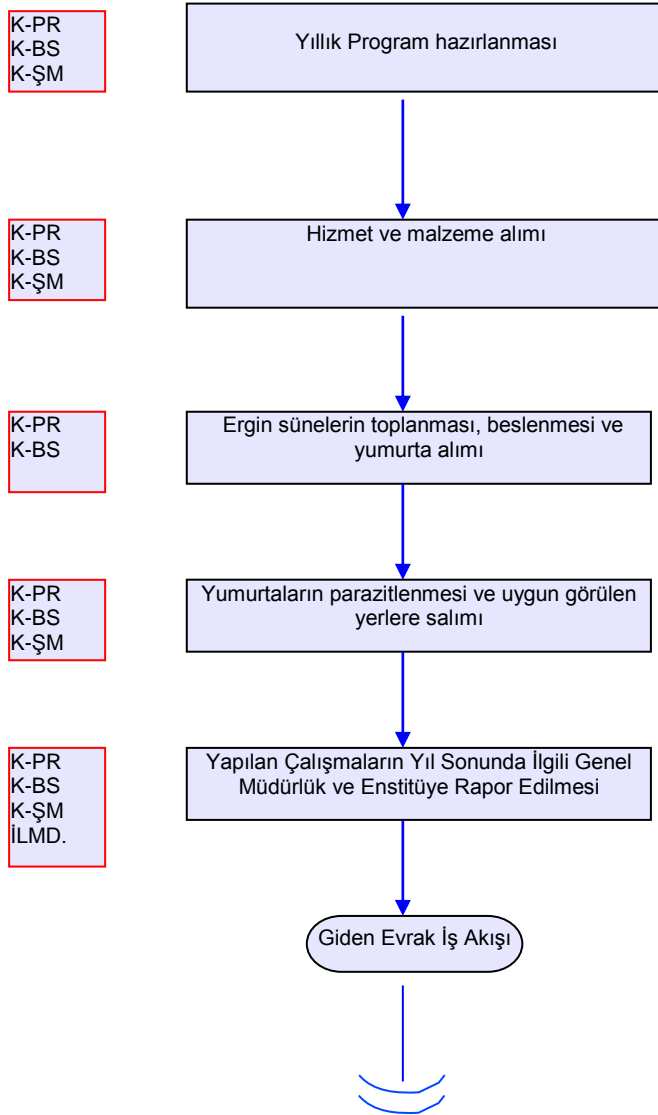 K-PR
K-BS
K-ŞM
Yıllık Program hazırlanması
K-PR
K-BS
K-ŞM
Hizmet ve malzeme alımı
K-PR
K-BS
Ergin sünelerin toplanması, beslenmesi ve
yumurta alımı
K-PR
K-BS
K-ŞM
Yumurtaların parazitlenmesi ve uygun görülen
yerlere salımı
K-PR
K-BS
K-ŞM
İLMD.
Yapılan Çalışmaların Yıl Sonunda İlgili Genel
Müdürlük ve Enstitüye Rapor Edilmesi
Giden Evrak İş Akışı